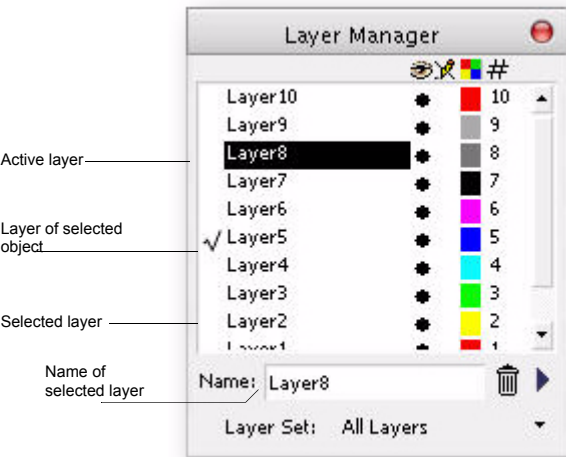 Layer Manager
#
Layer10 10
Layer9 9
Active layer
Layer8 8
Layer7 7
Layer6 6
Layer of selected
object
Layer5 5
Layer4 4
Layer3 3
Selected layer
Layer2 2
Layer1 1
Name of
selected layer
Name: Layer8
Layer Set: All Layers